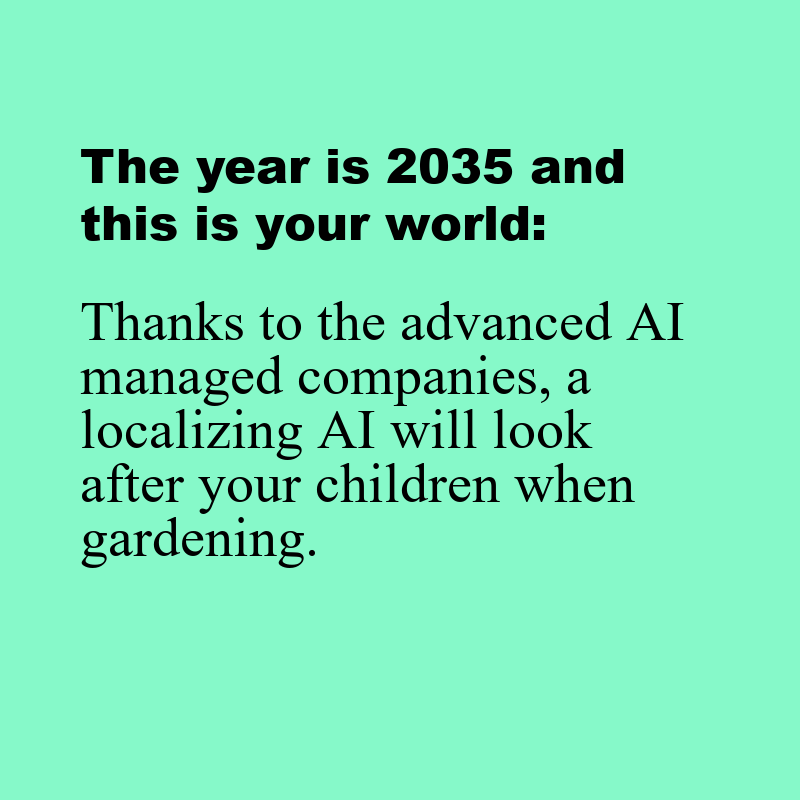 The year is 2035 and
this is your world:
Thanks to the advanced AI
managed companies, a
localizing AI will look
after your children when
gardening.